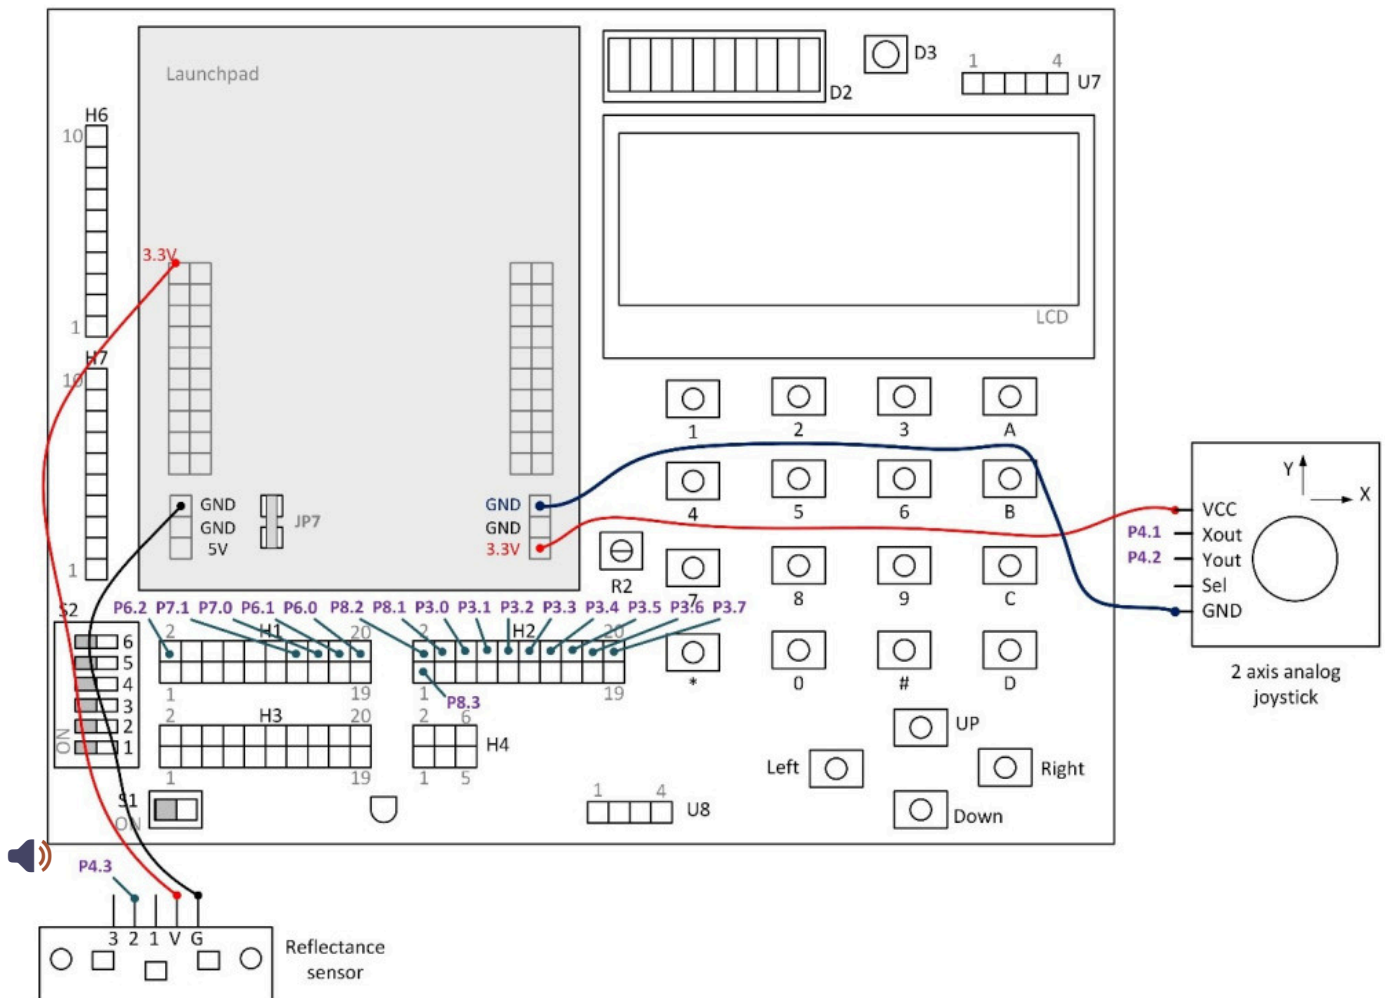 Launchpad
D2
D3
1 4
U7
H6
10
1
3.3V
LCD
H7
10
1
1 2 3 A
4 5 6 B
7 8 9 C
* 0 # D
GND
GND
5V
JP7
GND
GND
3.3V
R2
Y
X
VCC
P4.1 Xout
P4.2 Yout
Sel
GND
2 axis analog
joystick
S2
6
5
4
3
2
1
ON
P6.2 P7.1 P7.0 P6.1 P6.0 P8.2 P8.1 P3.0 P3.1 P3.2 P3.3 P3.4 P3.5 P3.6 P3.7
2 H1 20
1 19
2 H2 20
1 19
P8.3
2 H3 20
1 19
2 6
H4
1 5
UP
Left
Right
Down
S1
ON
1 4
U8
P4.3
3 2 1 V G
Reflectance
sensor